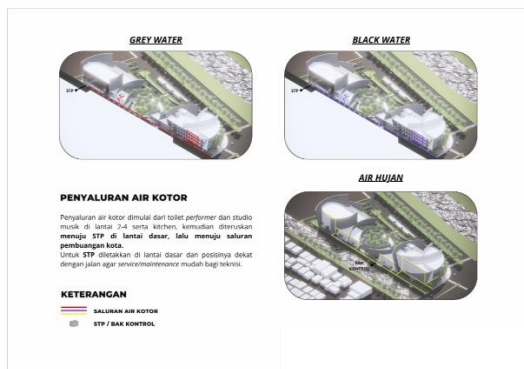 GREY WATER
BLACK WATER
STP
STP
AIR HUJAN
BAK
KONTROL
PENYALURAN AIR KOTOR
Penyaluran air kotor dimulai dari toilet performer dan studio
musik di lantai 2-4 serta kitchen, kemudian diteruskan
menuju STP di lantai dasar, lalu menuju saluran
pembuangan kota.
Untuk STP diletakkan di lantai dasar dan posisinya dekat
dengan jalan agar service/maintenance mudah bagi teknisi.
KETERANGAN
SALURAN AIR KOTOR
STP / BAK KONTROL